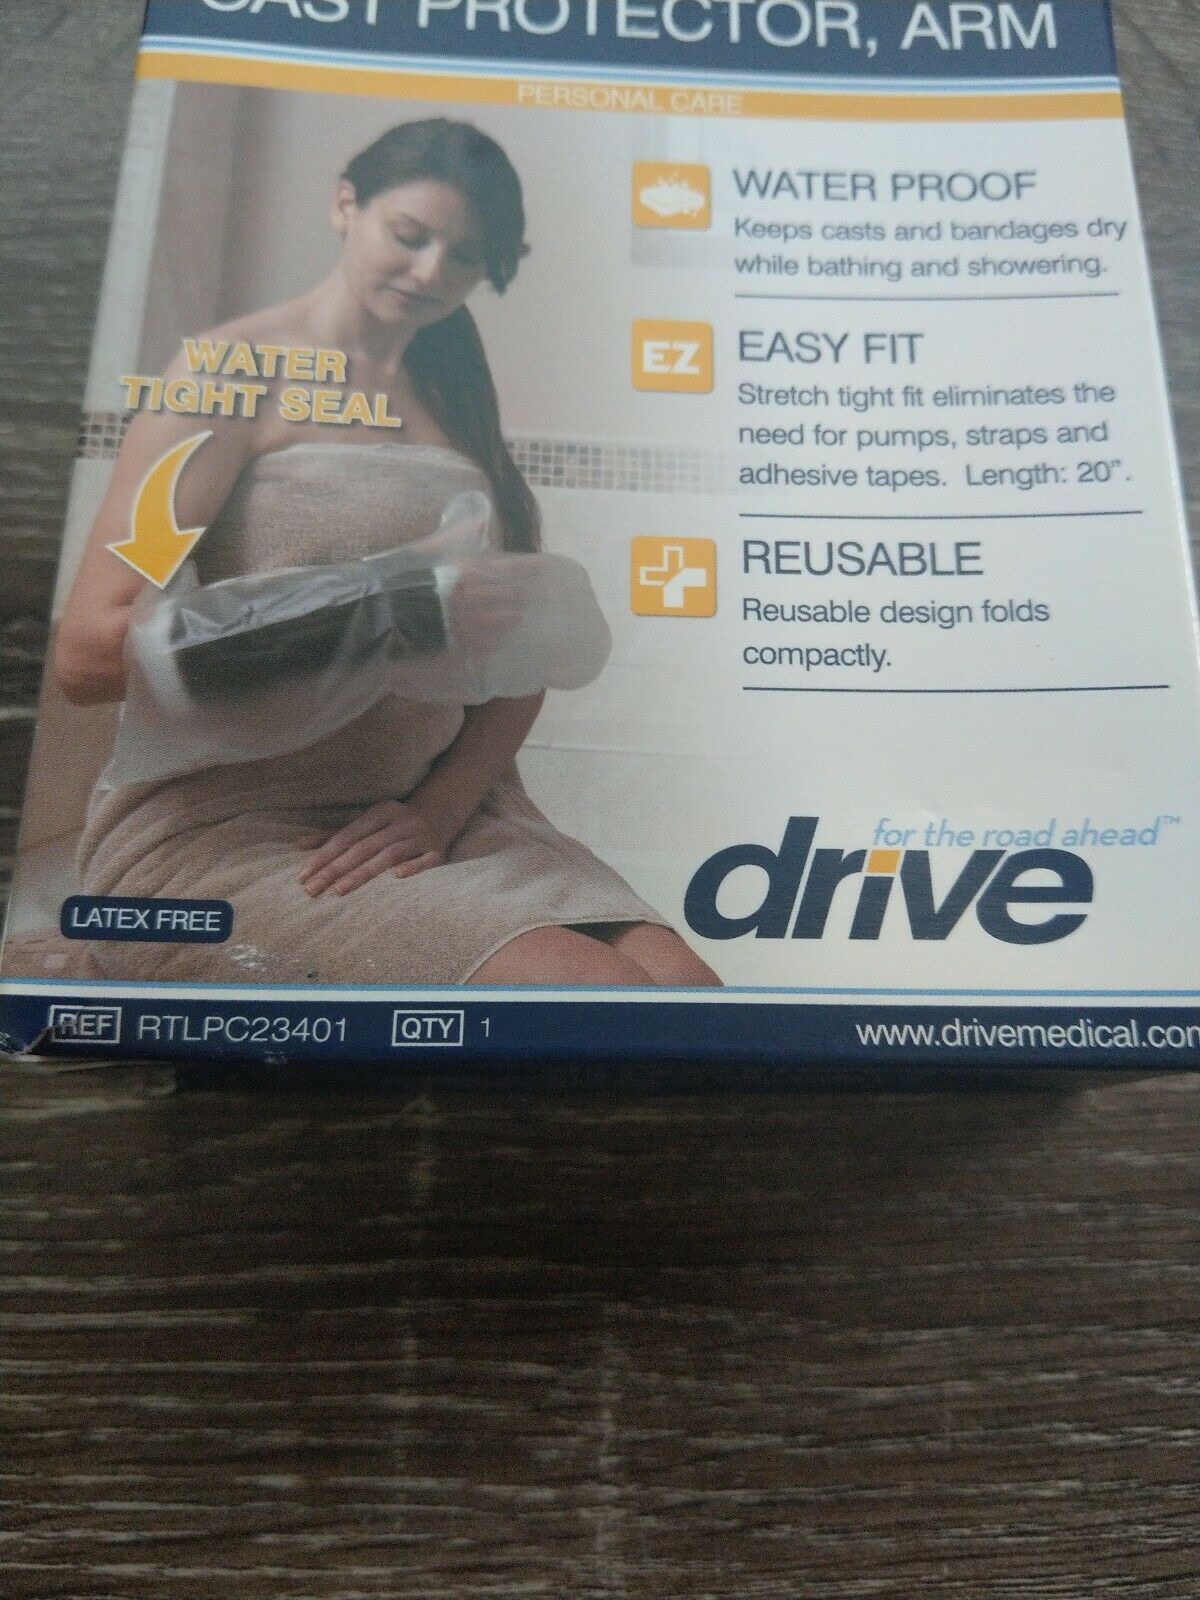 CAST PROTECTOR, ARM
PERSONAL CARE
WATER PROOF
Keeps casts and bandages dry
while bathing and showering.
WATER
TIGHT SEAL
EZ
EASY FIT
Stretch tight fit eliminates the
need for pumps, straps and
adhesive tapes. Length: 20".
REUSABLE
Reusable design folds
compactly.
for the road ahead™
drive
LATEX FREE
REF RTLPC23401 QTY 1
www.drivemedical.com